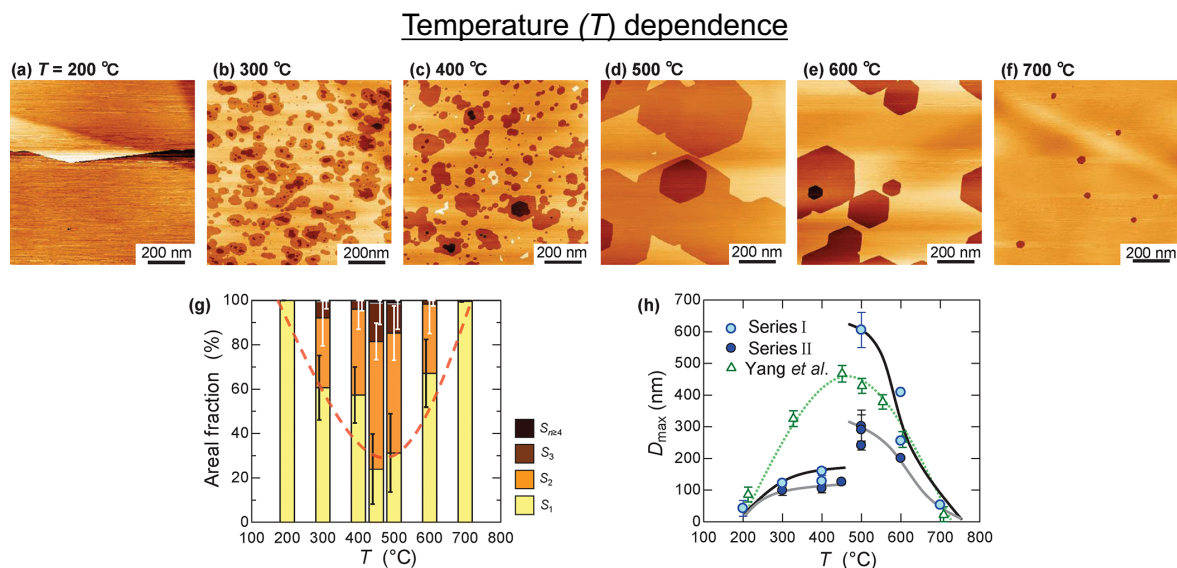 Temperature (T) dependence
(a) T = 200 °C
(b) 300 °C
(c) 400 °C
(d) 500 °C
(e) 600 °C
(f) 700 °C
200 nm
200nm
200 nm
200 nm
200 nm
200 nm
(g)
Areal fraction (%)
100
80
60
40
20
0
100 200 300 400 500 600 700 800
T (°C)
Sn≥4
S3
S2
S1
(h)
Dmax (nm)
700
600
500
400
300
200
100
0
Series I
Series II
Yang et al.
100 200 300 400 500 600 700 800
T (°C)